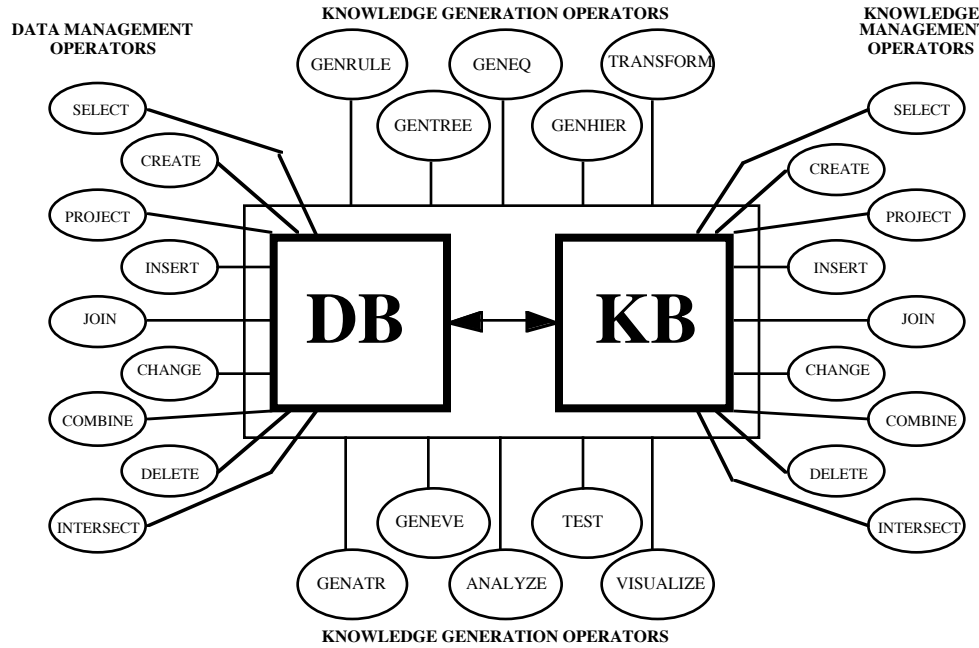 KNOWLEDGE GENERATION OPERATORS
DATA MANAGEMENT
OPERATORS
KNOWLEDGE
MANAGEMENT
OPERATORS
GENRULE
GENEQ
TRANSFORM
GENTREE
GENHIER
SELECT
CREATE
PROJECT
INSERT
JOIN
CHANGE
COMBINE
DELETE
INTERSECT
DB
KB
SELECT
CREATE
PROJECT
INSERT
JOIN
CHANGE
COMBINE
DELETE
INTERSECT
GENEVE
TEST
GENATR
ANALYZE
VISUALIZE
KNOWLEDGE GENERATION OPERATORS